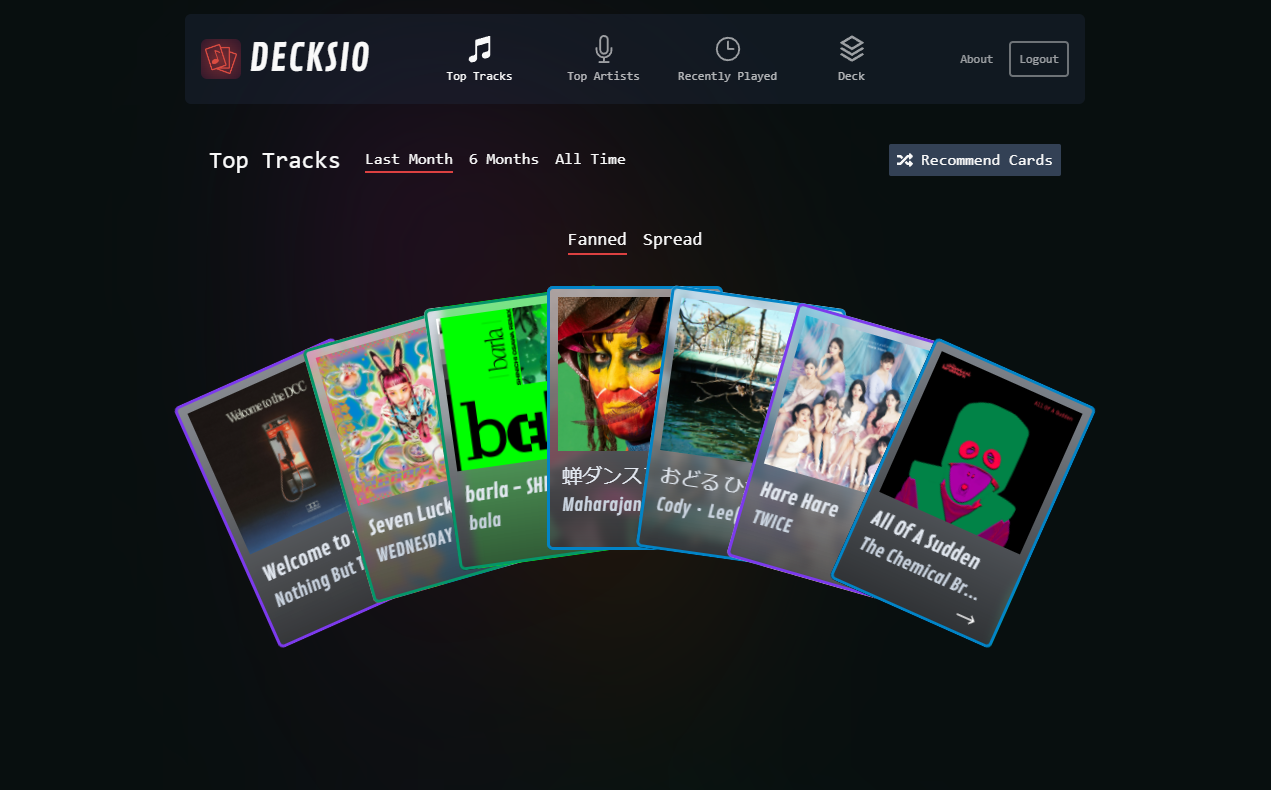 DECKSIO
Top Tracks
Top Artists
Recently Played
Deck
About
Logout
Top Tracks
Last Month
6 Months
All Time
Recommend Cards
Fanned
Spread
Welcome to the DCC
Welcome to
Nothing But T
Seven Luck
WEDNESDAY
barla
barla - SHI
bala
蝉ダンス
Maharajan
おどるひ
Cody・Lee(
Hare Hare
TWICE
All Of A Sudden
All Of A Sudden
The Chemical Br...